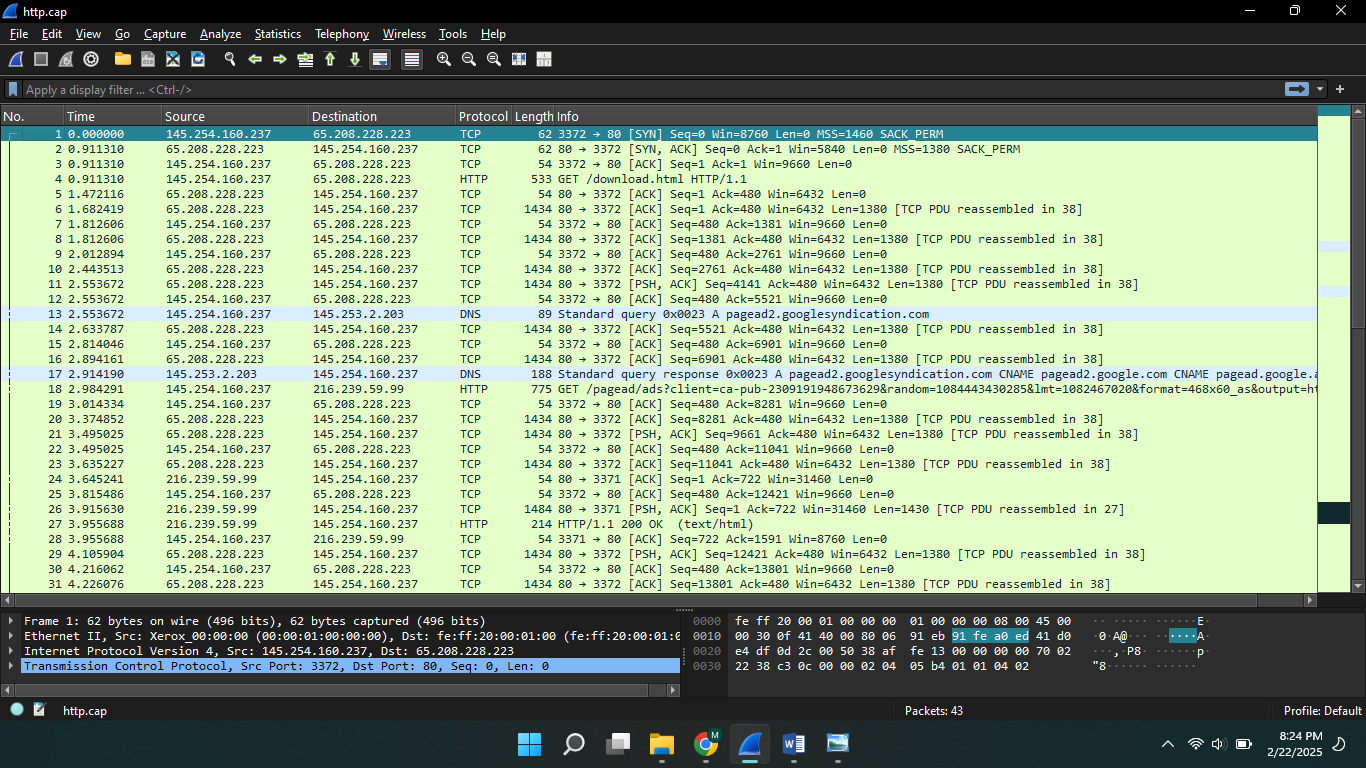 http.cap
File Edit View Go Capture Analyze Statistics Telephony Wireless Tools Help
Apply a display filter ... <Ctrl-/>
No. Time Source Destination Protocol Length Info
1 0.000000 145.254.160.237 65.208.228.223 TCP 62 3372 → 80 [SYN] Seq=0 Win=8760 Len=0 MSS=1460 SACK_PERM
2 0.911310 65.208.228.223 145.254.160.237 TCP 62 80 → 3372 [SYN, ACK] Seq=0 Ack=1 Win=5840 Len=0 MSS=1380 SACK_PERM
3 0.911310 145.254.160.237 65.208.228.223 TCP 54 3372 → 80 [ACK] Seq=1 Ack=1 Win=9660 Len=0
4 0.911310 145.254.160.237 65.208.228.223 HTTP 533 GET /download.html HTTP/1.1
5 1.472116 65.208.228.223 145.254.160.237 TCP 54 80 → 3372 [ACK] Seq=1 Ack=480 Win=6432 Len=0
6 1.682419 65.208.228.223 145.254.160.237 TCP 1434 80 → 3372 [ACK] Seq=1 Ack=480 Win=6432 Len=1380 [TCP PDU reassembled in 38]
7 1.812606 145.254.160.237 65.208.228.223 TCP 54 3372 → 80 [ACK] Seq=480 Ack=1381 Win=9660 Len=0
8 1.812606 65.208.228.223 145.254.160.237 TCP 1434 80 → 3372 [ACK] Seq=1381 Ack=480 Win=6432 Len=1380 [TCP PDU reassembled in 38]
9 2.012894 145.254.160.237 65.208.228.223 TCP 54 3372 → 80 [ACK] Seq=480 Ack=2761 Win=9660 Len=0
10 2.443513 65.208.228.223 145.254.160.237 TCP 1434 80 → 3372 [ACK] Seq=2761 Ack=480 Win=6432 Len=1380 [TCP PDU reassembled in 38]
11 2.553672 65.208.228.223 145.254.160.237 TCP 1434 80 → 3372 [PSH, ACK] Seq=4141 Ack=480 Win=6432 Len=1380 [TCP PDU reassembled in 38]
12 2.553672 145.254.160.237 65.208.228.223 TCP 54 3372 → 80 [ACK] Seq=480 Ack=5521 Win=9660 Len=0
13 2.553672 145.254.160.237 145.253.2.203 DNS 89 Standard query 0x0023 A pagead2.googlesyndication.com
14 2.633787 65.208.228.223 145.254.160.237 TCP 1434 80 → 3372 [ACK] Seq=5521 Ack=480 Win=6432 Len=1380 [TCP PDU reassembled in 38]
15 2.814046 145.254.160.237 65.208.228.223 TCP 54 3372 → 80 [ACK] Seq=480 Ack=6901 Win=9660 Len=0
16 2.894161 65.208.228.223 145.254.160.237 TCP 1434 80 → 3372 [ACK] Seq=6901 Ack=480 Win=6432 Len=1380 [TCP PDU reassembled in 38]
17 2.914190 145.253.2.203 145.254.160.237 DNS 188 Standard query response 0x0023 A pagead2.googlesyndication.com CNAME pagead2.google.com CNAME pagead.google.a
18 2.984291 145.254.160.237 216.239.59.99 HTTP 775 GET /pagead/ads?client=ca-pub-2309191948673629&random=1084443430285&lmt=1082467020&format=468x60_as&output=ht
19 3.014334 145.254.160.237 65.208.228.223 TCP 54 3372 → 80 [ACK] Seq=480 Ack=8281 Win=9660 Len=0
20 3.374852 65.208.228.223 145.254.160.237 TCP 1434 80 → 3372 [ACK] Seq=8281 Ack=480 Win=6432 Len=1380 [TCP PDU reassembled in 38]
21 3.495025 65.208.228.223 145.254.160.237 TCP 1434 80 → 3372 [PSH, ACK] Seq=9661 Ack=480 Win=6432 Len=1380 [TCP PDU reassembled in 38]
22 3.495025 145.254.160.237 65.208.228.223 TCP 54 3372 → 80 [ACK] Seq=480 Ack=11041 Win=9660 Len=0
23 3.635227 65.208.228.223 145.254.160.237 TCP 1434 80 → 3372 [ACK] Seq=11041 Ack=480 Win=6432 Len=1380 [TCP PDU reassembled in 38]
24 3.645241 216.239.59.99 145.254.160.237 TCP 54 80 → 3371 [ACK] Seq=1 Ack=722 Win=31460 Len=0
25 3.815486 145.254.160.237 65.208.228.223 TCP 54 3372 → 80 [ACK] Seq=480 Ack=12421 Win=9660 Len=0
26 3.915630 216.239.59.99 145.254.160.237 TCP 1484 80 → 3371 [PSH, ACK] Seq=1 Ack=722 Win=31460 Len=1430 [TCP PDU reassembled in 27]
27 3.955688 216.239.59.99 145.254.160.237 HTTP 214 HTTP/1.1 200 OK (text/html)
28 3.955688 145.254.160.237 216.239.59.99 TCP 54 3371 → 80 [ACK] Seq=722 Ack=1591 Win=8760 Len=0
29 4.105904 65.208.228.223 145.254.160.237 TCP 1434 80 → 3372 [PSH, ACK] Seq=12421 Ack=480 Win=6432 Len=1380 [TCP PDU reassembled in 38]
30 4.216062 145.254.160.237 65.208.228.223 TCP 54 3372 → 80 [ACK] Seq=480 Ack=13801 Win=9660 Len=0
31 4.226076 65.208.228.223 145.254.160.237 TCP 1434 80 → 3372 [ACK] Seq=13801 Ack=480 Win=6432 Len=1380 [TCP PDU reassembled in 38]
Frame 1: 62 bytes on wire (496 bits), 62 bytes captured (496 bits)
Ethernet II, Src: Xerox_00:00:00 (00:00:01:00:00:00), Dst: fe:ff:20:00:01:00 (fe:ff:20:00:01:0
Internet Protocol Version 4, Src: 145.254.160.237, Dst: 65.208.228.223
Transmission Control Protocol, Src Port: 3372, Dst Port: 80, Seq: 0, Len: 0
0000 fe ff 20 00 01 00 00 00 01 00 00 00 08 00 45 00 ·· ····· ······E·
0010 00 30 0f 41 40 00 80 06 91 eb 91 fe a0 ed 41 d0 ·0·A@··· ······A·
0020 e4 df 0d 2c 00 50 38 af fe 13 00 00 00 00 70 02 ···,·P8· ······p·
0030 22 38 c3 0c 00 00 02 04 05 b4 01 01 04 02 "8······ ······
http.cap Packets: 43 Profile: Default
M
8:24 PM
2/22/2025